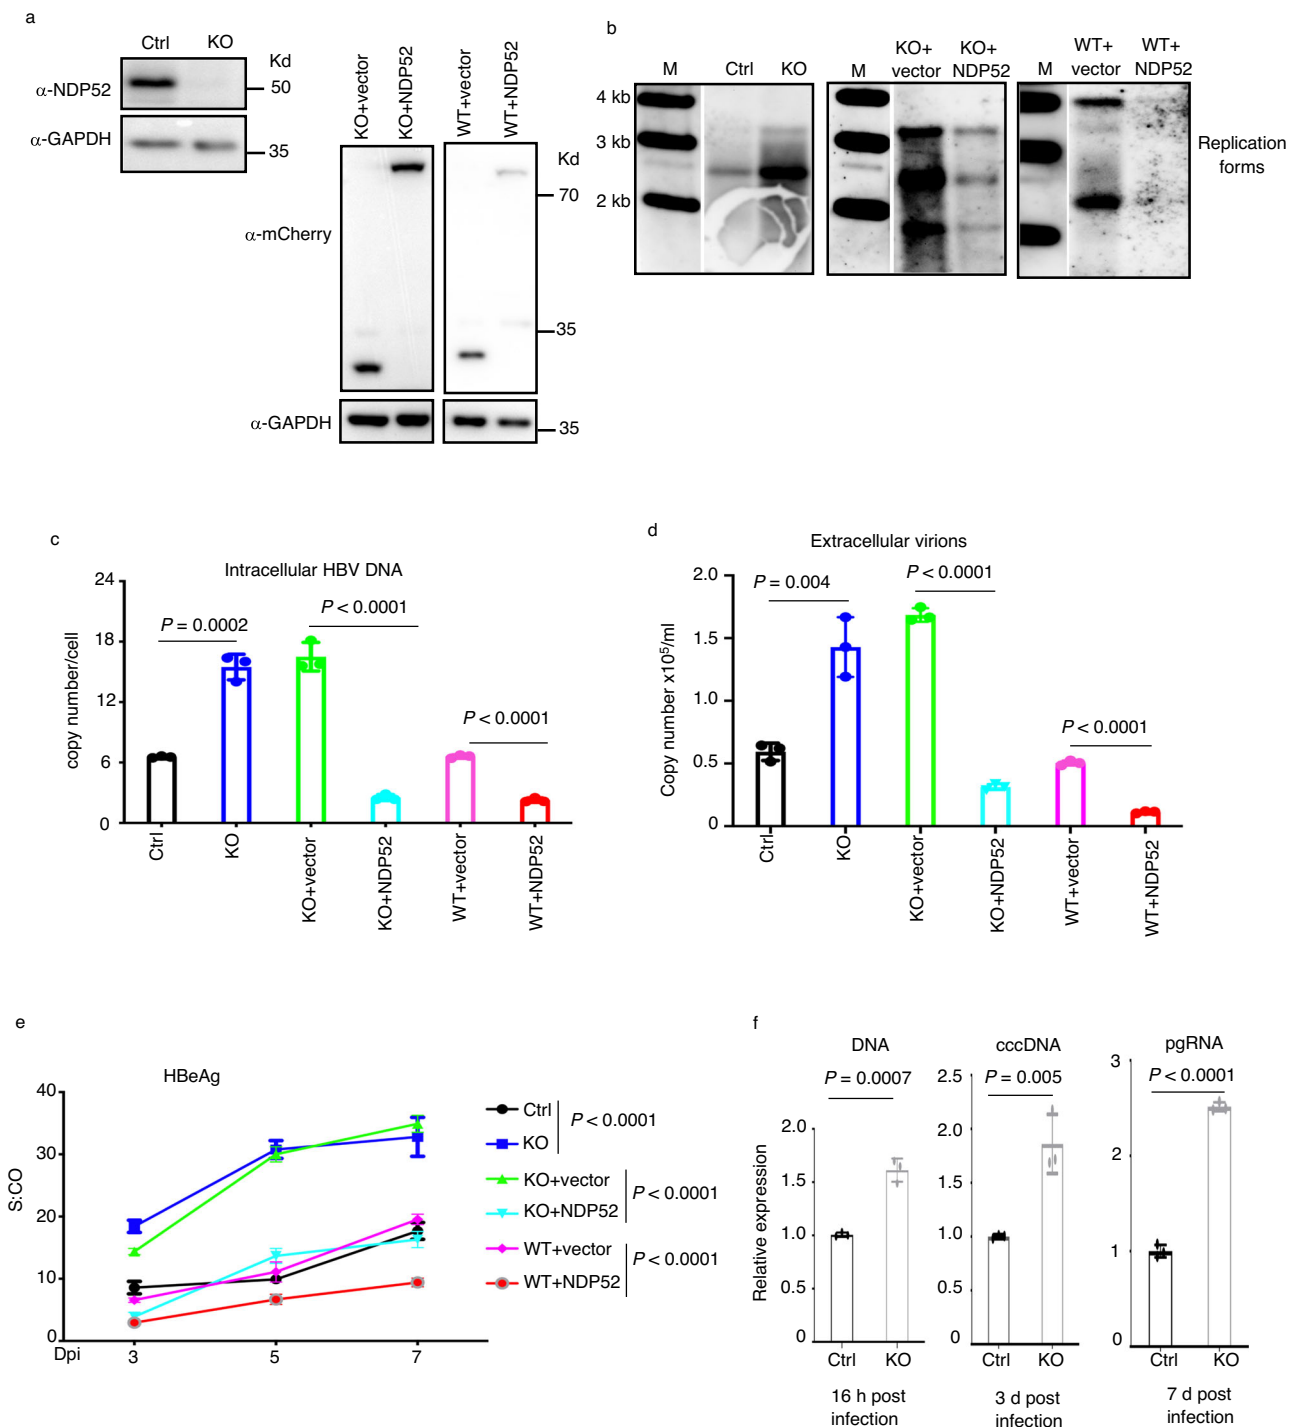 a
Ctrl KO
Kd
α-NDP52
50
α-GAPDH
35
KO+vector
KO+NDP52
WT+vector
WT+NDP52
Kd
70
α-mCherry
35
α-GAPDH
35
b
M Ctrl KO
4 kb
3 kb
2 kb
M KO+ vector KO+ NDP52
M WT+ vector WT+ NDP52
Replication
forms
c
Intracellular HBV DNA
copy number/cell
24
18
12
6
0
P = 0.0002
P < 0.0001
P < 0.0001
Ctrl
KO
KO+vector
KO+NDP52
WT+vector
WT+NDP52
d
Extracellular virions
Copy number x10⁵/ml
2.0
1.5
1.0
0.5
0
P = 0.004
P < 0.0001
P < 0.0001
Ctrl
KO
KO+vector
KO+NDP52
WT+vector
WT+NDP52
e
HBeAg
S:CO
40
30
20
10
0
Dpi 3 5 7
Ctrl
KO
P < 0.0001
KO+vector
KO+NDP52
P < 0.0001
WT+vector
WT+NDP52
P < 0.0001
f
Relative expression
DNA
P = 0.0007
2.0
1.5
1.0
0.5
0
Ctrl KO
16 h post
infection
cccDNA
P = 0.005
2.5
2.0
1.5
1.0
0.5
0
Ctrl KO
3 d post
infection
pgRNA
P < 0.0001
3
2
1
0
Ctrl KO
7 d post
infection